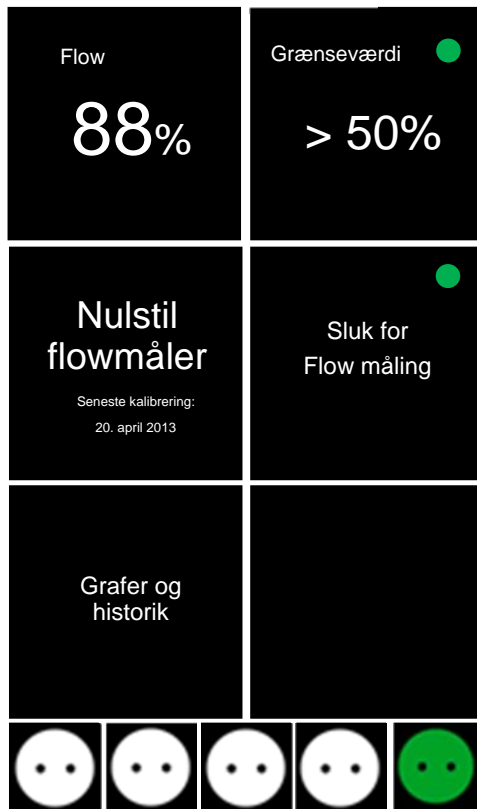 Flow
88%
Grænseværdi
> 50%
Nulstil
flowmåler
Seneste kalibrering:
20. april 2013
Sluk for
Flow måling
Grafer og
historik